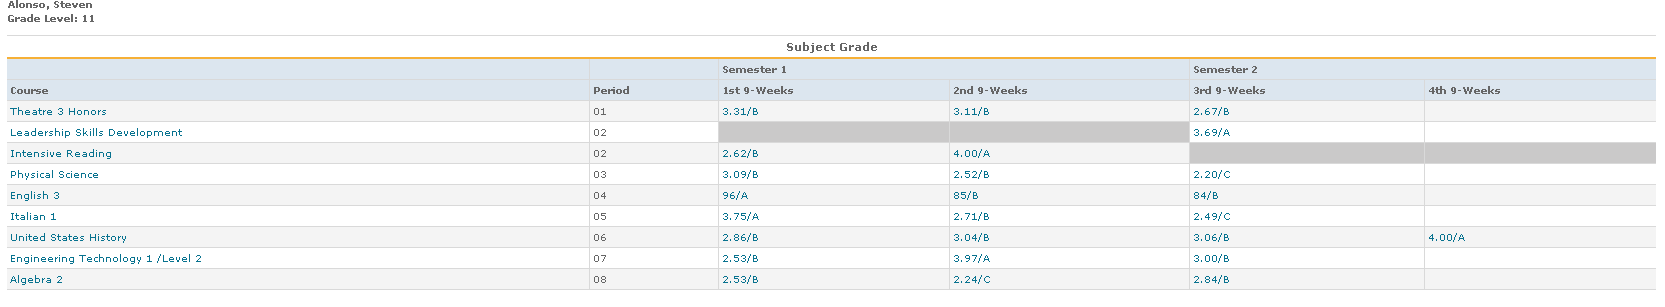 Alonso, Steven
Grade Level: 11
Subject Grade
Semester 1 Semester 2
Course Period 1st 9-Weeks 2nd 9-Weeks 3rd 9-Weeks 4th 9-Weeks
Theatre 3 Honors 01 3.31/B 3.11/B 2.67/B
Leadership Skills Development 02 3.69/A
Intensive Reading 02 2.62/B 4.00/A
Physical Science 03 3.09/B 2.52/B 2.20/C
English 3 04 96/A 85/B 84/B
Italian 1 05 3.75/A 2.71/B 2.49/C
United States History 06 2.86/B 3.04/B 3.06/B 4.00/A
Engineering Technology 1 /Level 2 07 2.53/B 3.97/A 3.00/B
Algebra 2 08 2.53/B 2.24/C 2.84/B